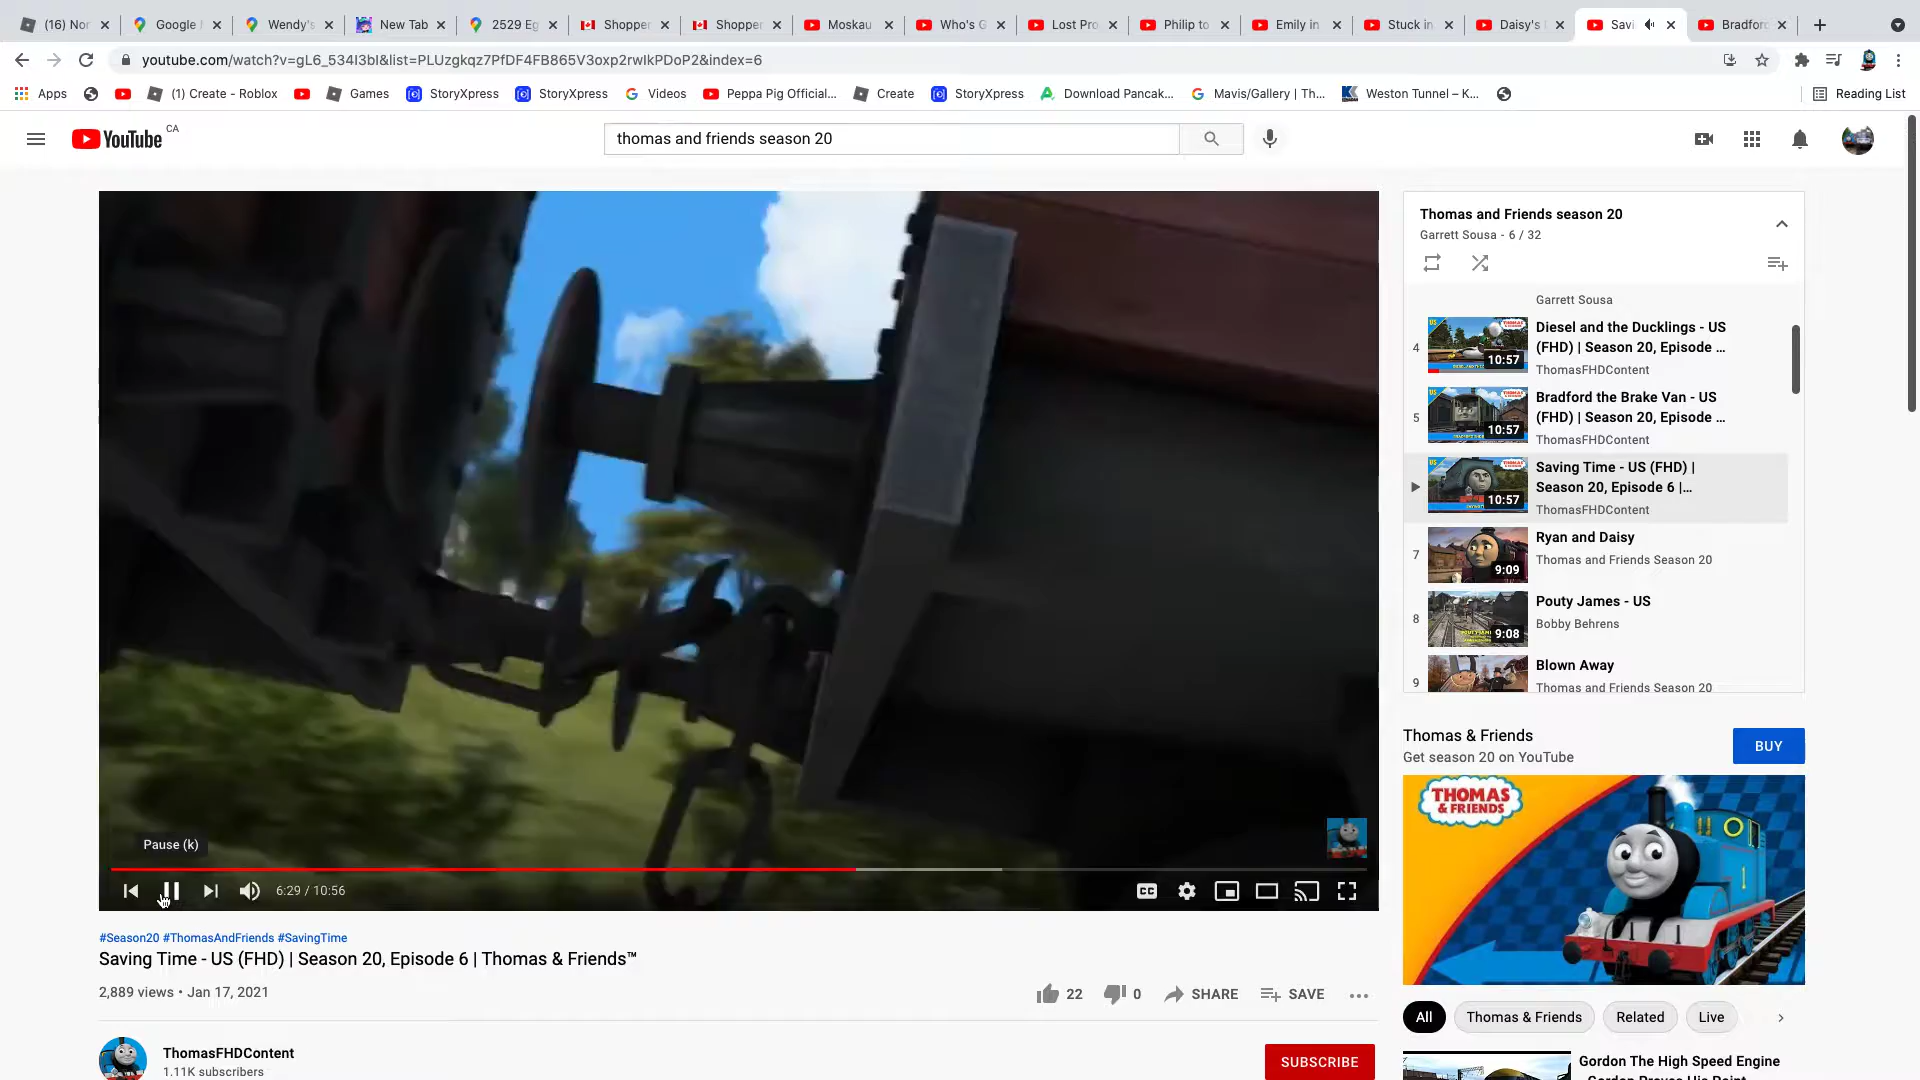 (16) Nor
Google
Wendy's
New Tab
2529 Eg
Shopper
Shopper
Moskau
Who's G
Lost Pro
Philip to
Emily in
Stuck in
Daisy's
Savi
Bradford
youtube.com/watch?v=gL6_534I3bI&list=PLUzgkqz7PfDF4FB865V3oxp2rwIkPDoP2&index=6
Apps
(1) Create - Roblox
Games
StoryXpress
StoryXpress
Videos
Peppa Pig Official...
Create
StoryXpress
Download Pancak...
Mavis/Gallery | Th...
Weston Tunnel – K...
Reading List
YouTube CA
thomas and friends season 20
Thomas and Friends season 20
Garrett Sousa - 6 / 32
Garrett Sousa
4
US
10:57
Diesel and the Ducklings - US
(FHD) | Season 20, Episode ...
ThomasFHDContent
5
US
10:57
Bradford the Brake Van - US
(FHD) | Season 20, Episode ...
ThomasFHDContent
US
10:57
Saving Time - US (FHD) |
Season 20, Episode 6 |...
ThomasFHDContent
7
9:09
Ryan and Daisy
Thomas and Friends Season 20
8
9:08
Pouty James - US
Bobby Behrens
9
Blown Away
Thomas and Friends Season 20
Pause (k)
6:29 / 10:56
CC
#Season20 #ThomasAndFriends #SavingTime
Saving Time - US (FHD) | Season 20, Episode 6 | Thomas & Friends™
2,889 views • Jan 17, 2021
22
0
SHARE
SAVE
ThomasFHDContent
1.11K subscribers
SUBSCRIBE
Thomas & Friends
Get season 20 on YouTube
BUY
THOMAS
& FRIENDS
1
All
Thomas & Friends
Related
Live
Gordon The High Speed Engine